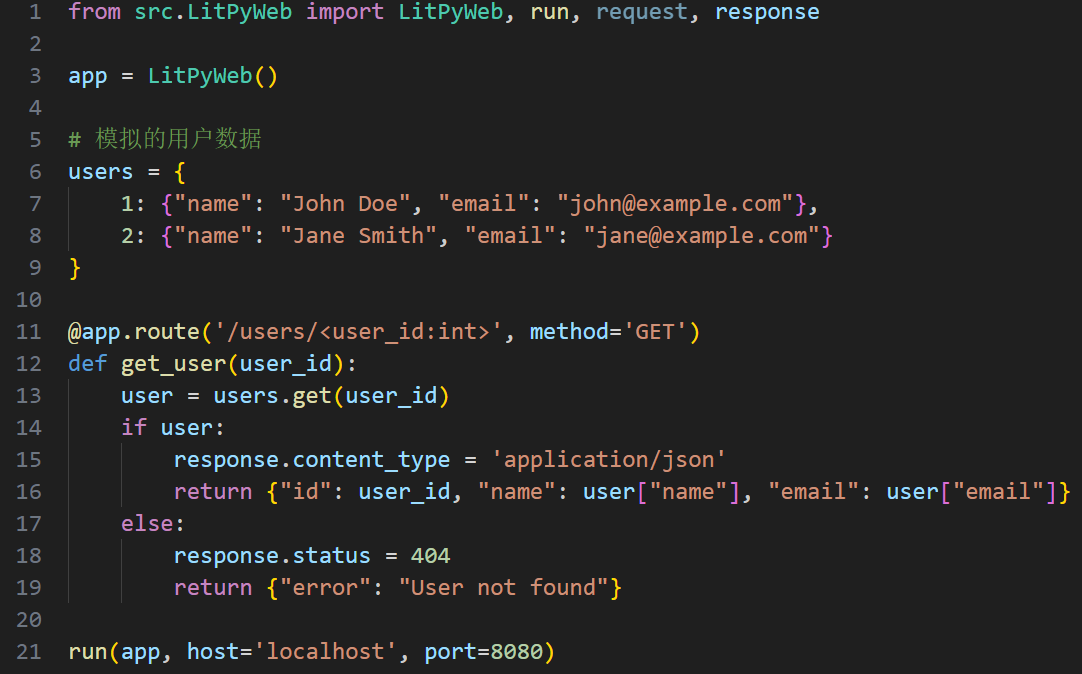 1 from src.LitPyWeb import LitPyWeb, run, request, response
2
3 app = LitPyWeb()
4
5 # 模拟的用户数据
6 users = {
7     1: {"name": "John Doe", "email": "john@example.com"},
8     2: {"name": "Jane Smith", "email": "jane@example.com"}
9 }
10
11 @app.route('/users/<user_id:int>', method='GET')
12 def get_user(user_id):
13     user = users.get(user_id)
14     if user:
15         response.content_type = 'application/json'
16         return {"id": user_id, "name": user["name"], "email": user["email"]}
17     else:
18         response.status = 404
19         return {"error": "User not found"}
20
21 run(app, host='localhost', port=8080)